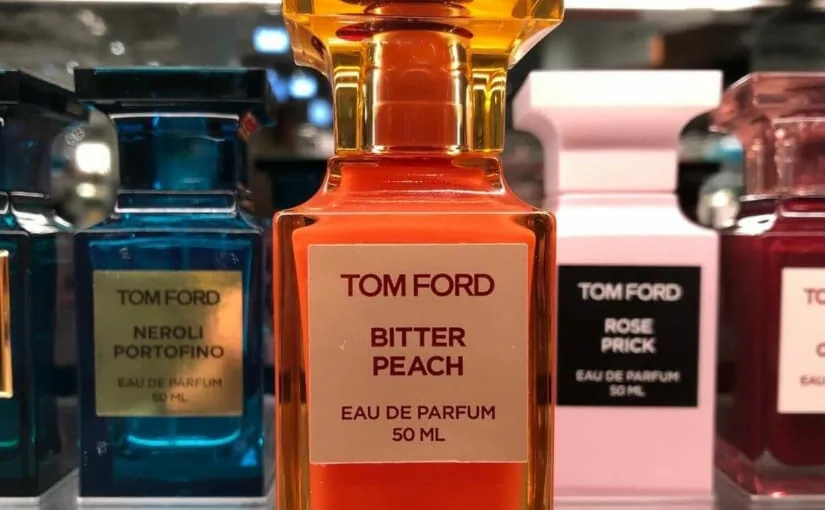 TOM FORD
NEROLI
PORTOFINO
EAU DE PARFUM
50 ML
TOM FORD
BITTER
PEACH
EAU DE PARFUM
50 ML
TOM FORD
ROSE
PRICK
EAU DE PARFUM
50 ML